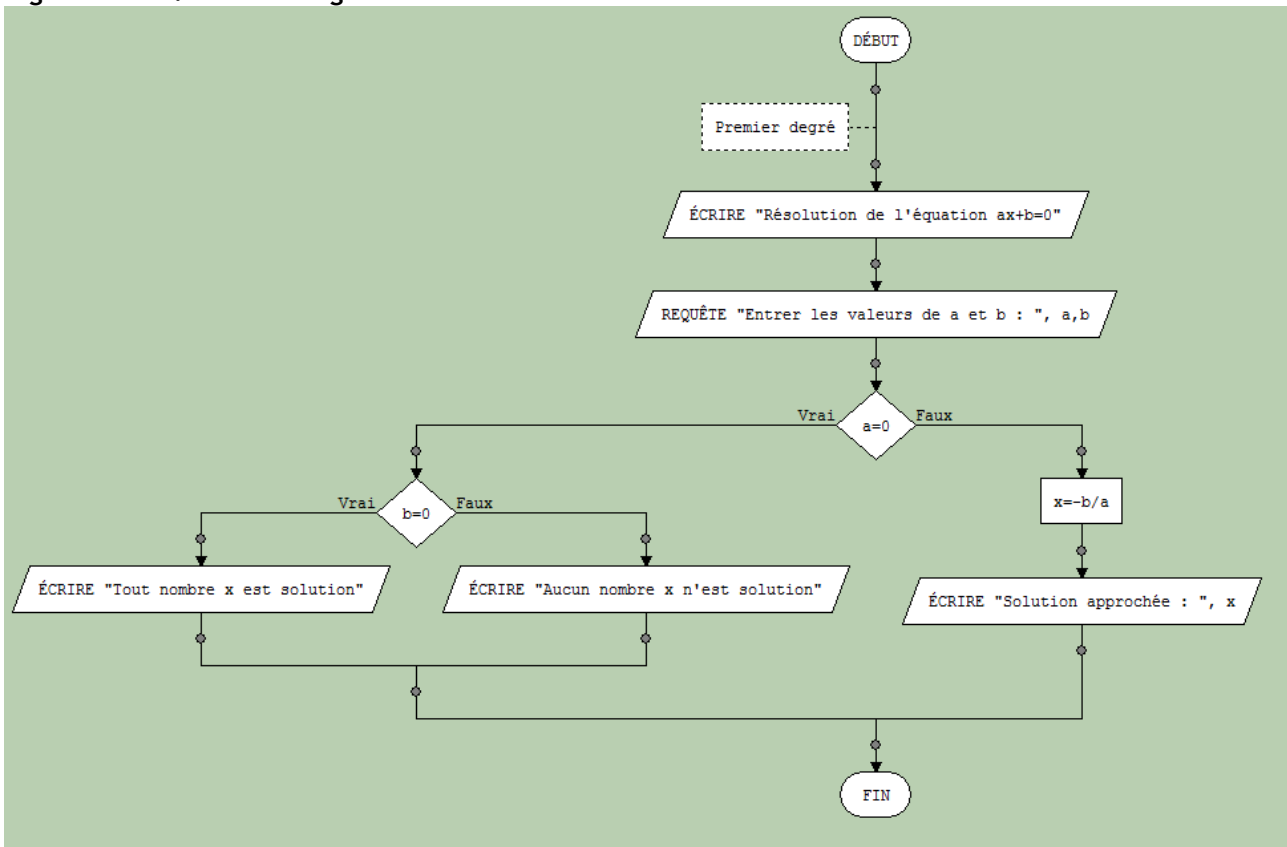 DÉBUT
Premier degré
ÉCRIRE "Résolution de l'équation ax+b=0"
REQUÊTE "Entrer les valeurs de a et b : ", a,b
Vrai
a=0
Faux
Vrai
b=0
Faux
x=-b/a
ÉCRIRE "Tout nombre x est solution"
ÉCRIRE "Aucun nombre x n'est solution"
ÉCRIRE "Solution approchée : ", x
FIN